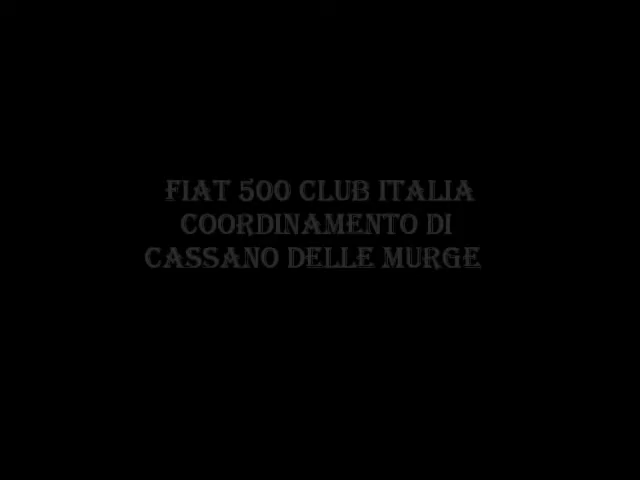 FIAT 500 CLUB ITALIA
COORDINAMENTO DI
CASSANO DELLE MURGE